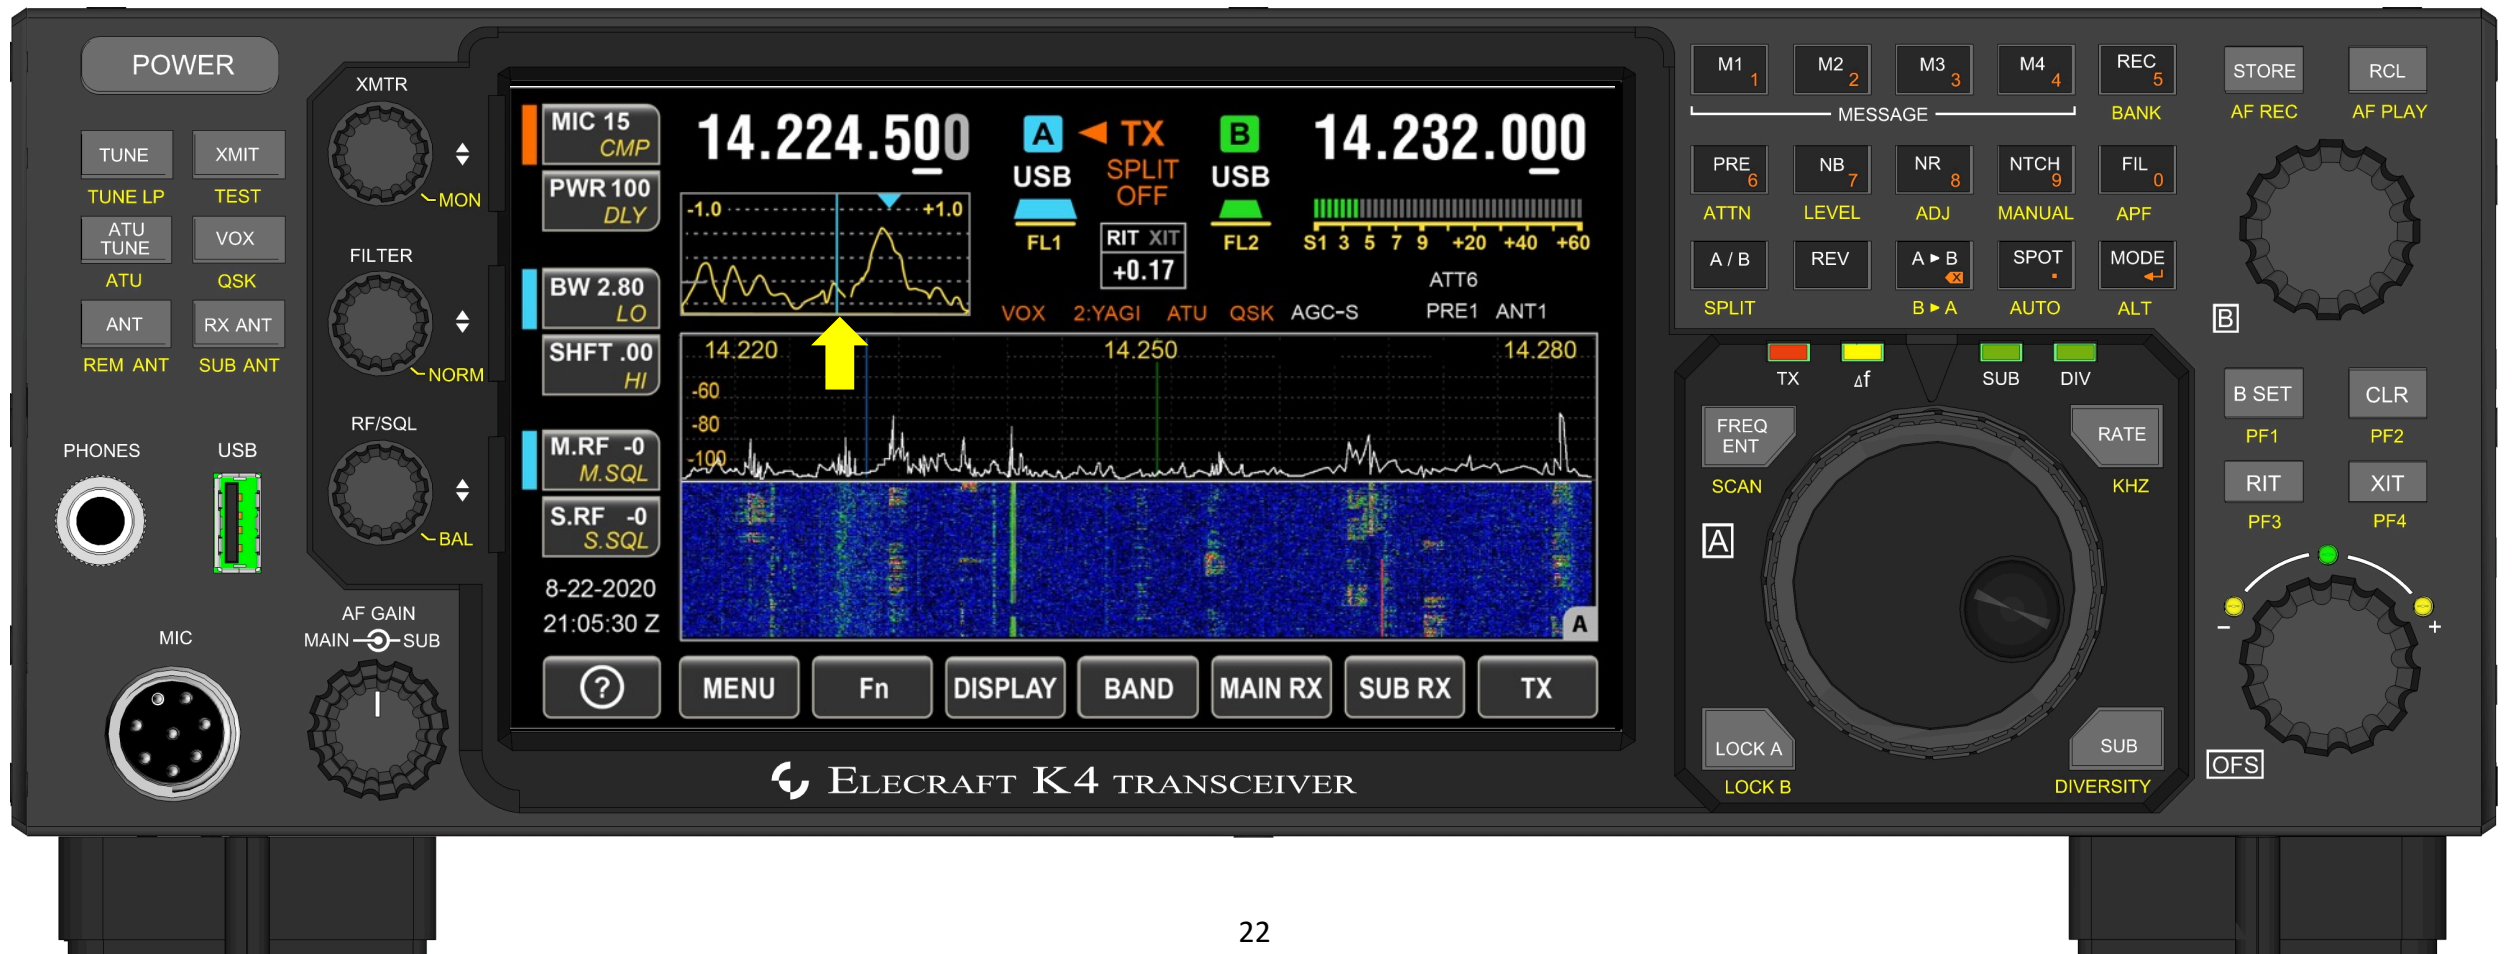 POWER
TUNE XMIT
TUNE LP TEST
ATU TUNE VOX
ATU QSK
ANT RX ANT
REM ANT SUB ANT
PHONES USB
MIC
XMTR
MON
FILTER
NORM
RF/SQL
BAL
AF GAIN
MAIN SUB
MIC 15
CMP
PWR 100
DLY
BW 2.80
LO
SHFT .00
HI
M.RF -0
M.SQL
S.RF -0
S.SQL
8-22-2020
21:05:30 Z
14.224.500 A ◄ TX B 14.232.000
USB SPLIT OFF USB
-1.0 +1.0
FL1 RIT XIT FL2
+0.17
S1 3 5 7 9 +20 +40 +60
ATT6
VOX 2:YAGI ATU QSK AGC-S PRE1 ANT1
14.220 14.250 14.280
-60
-80
-100
A
? MENU Fn DISPLAY BAND MAIN RX SUB RX TX
ELECRAFT K4 TRANSCEIVER
M1 1 M2 2 M3 3 M4 4 REC 5
MESSAGE BANK
PRE 6 NB 7 NR 8 NTCH 9 FIL 0
ATTN LEVEL ADJ MANUAL APF
A / B REV A ► B SPOT . MODE
SPLIT B ► A AUTO ALT
STORE RCL
AF REC AF PLAY
B
TX Δf SUB DIV
FREQ ENT RATE
SCAN KHZ
A
LOCK A SUB
LOCK B DIVERSITY
B SET CLR
PF1 PF2
RIT XIT
PF3 PF4
− +
OFS
22